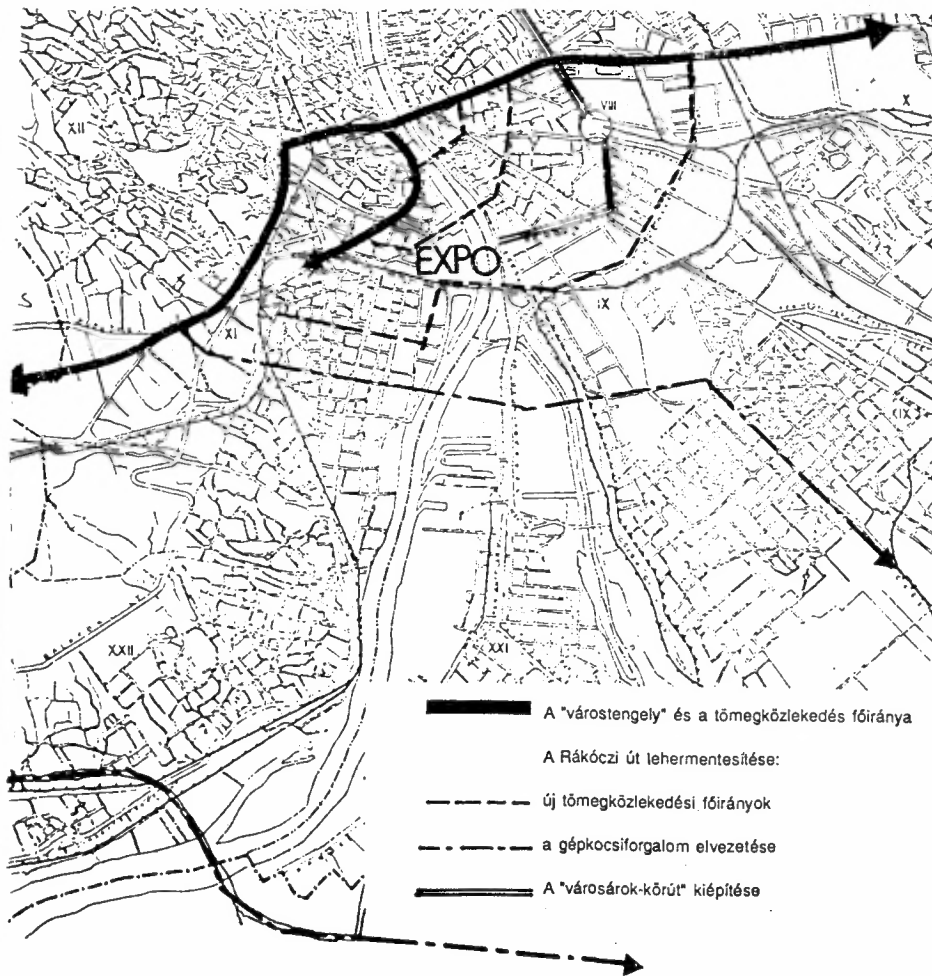 XII
VIII
X
EXPO
XI
IX
XXII
XXI
A "várostengely" és a tömegközlekedés főiránya
A Rákóczi út tehermentesítése:
új tömegközlekedési főirányok
a gépkocsiforgalom elvezetése
A "városárok-körút" kiépítése